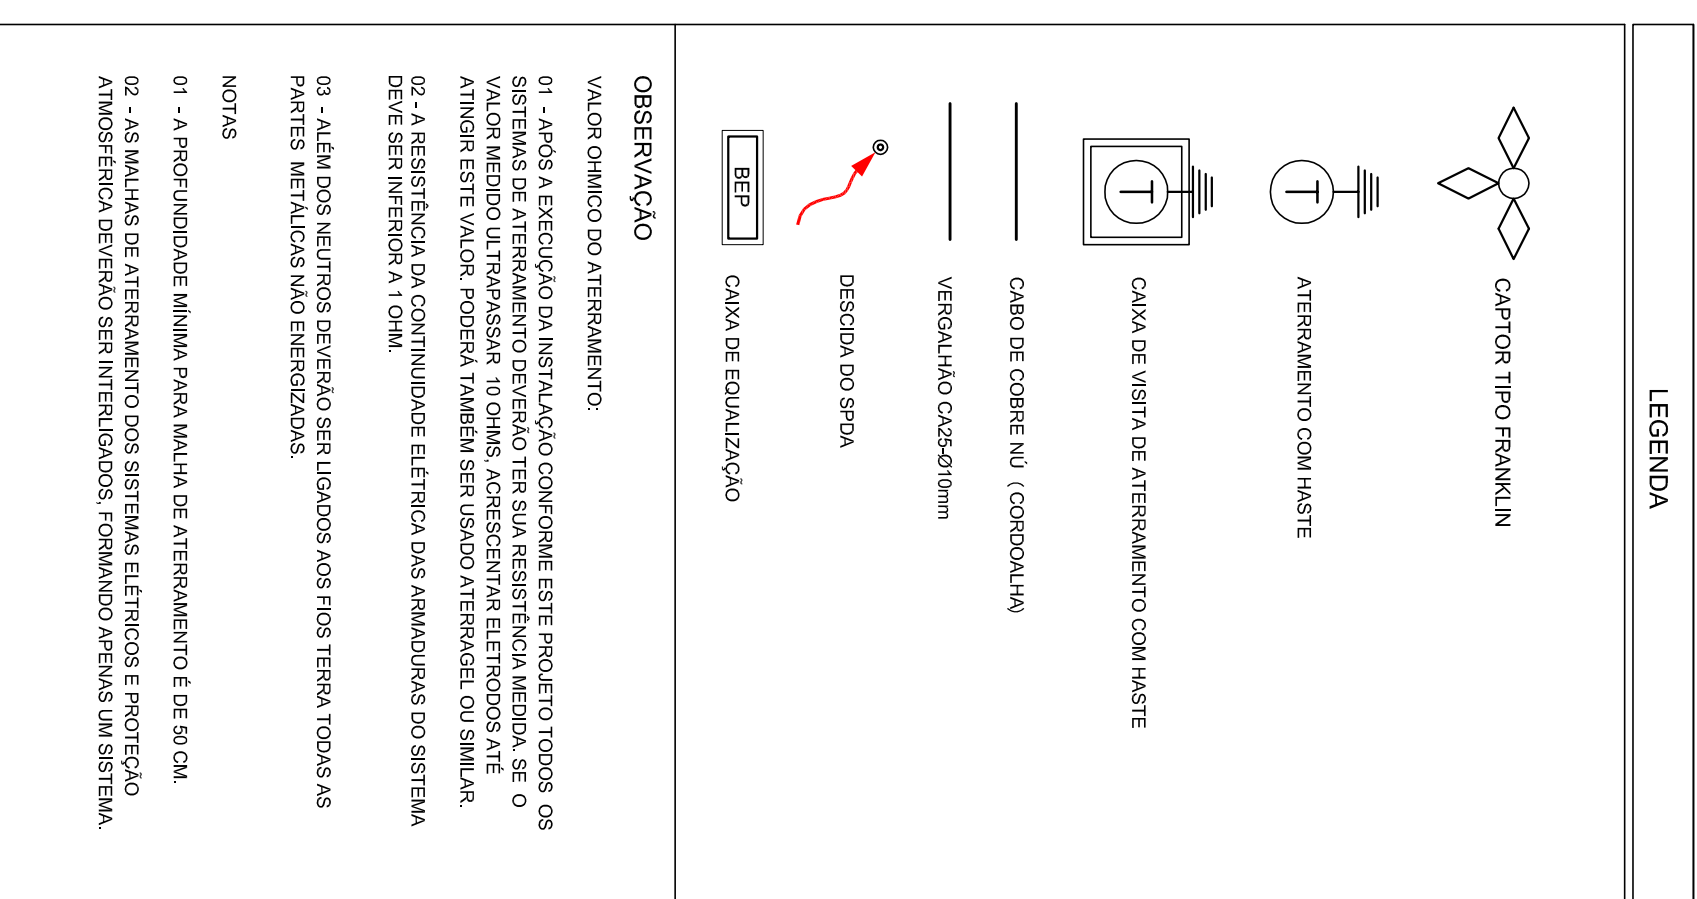 LEGENDA
CAPTOR TIPO FRANKLIN
T
ATERRAMENTO COM HASTE
T
CAIXA DE VISITA DE ATERRAMENTO COM HASTE
CABO DE COBRE NÚ ( CORDOALHA)
VERGALHÃO CA25-Ø10mm
DESCIDA DO SPDA
BEP
CAIXA DE EQUALIZAÇÃO
OBSERVAÇÃO
VALOR OHMICO DO ATERRAMENTO:
01 - APÓS A EXECUÇÃO DA INSTALAÇÃO CONFORME ESTE PROJETO TODOS OS
SISTEMAS DE ATERRAMENTO DEVERÃO TER SUA RESISTÊNCIA MEDIDA. SE O
VALOR MEDIDO ULTRAPASSAR 10 OHMS, ACRESCENTAR ELETRODOS ATÉ
ATINGIR ESTE VALOR. PODERÁ TAMBÉM SER USADO ATERRAGEL OU SIMILAR.
02 - A RESISTÊNCIA DA CONTINUIDADE ELÉTRICA DAS ARMADURAS DO SISTEMA
DEVE SER INFERIOR A 1 OHM.
03 - ALÉM DOS NEUTROS DEVERÃO SER LIGADOS AOS FIOS TERRA TODAS AS
PARTES METÁLICAS NÃO ENERGIZADAS.
NOTAS
01 - A PROFUNDIDADE MÍNIMA PARA MALHA DE ATERRAMENTO É DE 50 CM.
02 - AS MALHAS DE ATERRAMENTO DOS SISTEMAS ELÉTRICOS E PROTEÇÃO
ATMOSFÉRICA DEVERÃO SER INTERLIGADOS, FORMANDO APENAS UM SISTEMA.